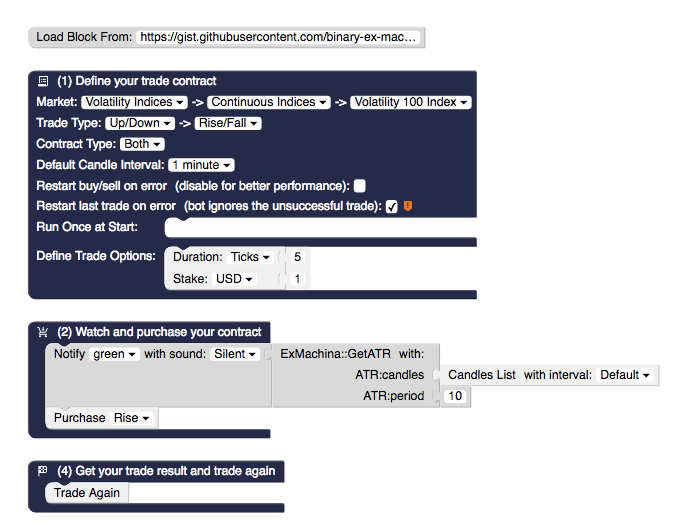 Load Block From: https://gist.githubusercontent.com/binary-ex-mac...
(1) Define your trade contract
Market: Volatility Indices -> Continuous Indices -> Volatility 100 Index
Trade Type: Up/Down -> Rise/Fall
Contract Type: Both
Default Candle Interval: 1 minute
Restart buy/sell on error (disable for better performance):
Restart last trade on error (bot ignores the unsuccessful trade):
Run Once at Start:
Define Trade Options: Duration: Ticks 5
Stake: USD 1
(2) Watch and purchase your contract
Notify green with sound: Silent ExMachina::GetATR with:
ATR:candles Candles List with interval: Default
ATR:period 10
Purchase Rise
(4) Get your trade result and trade again
Trade Again